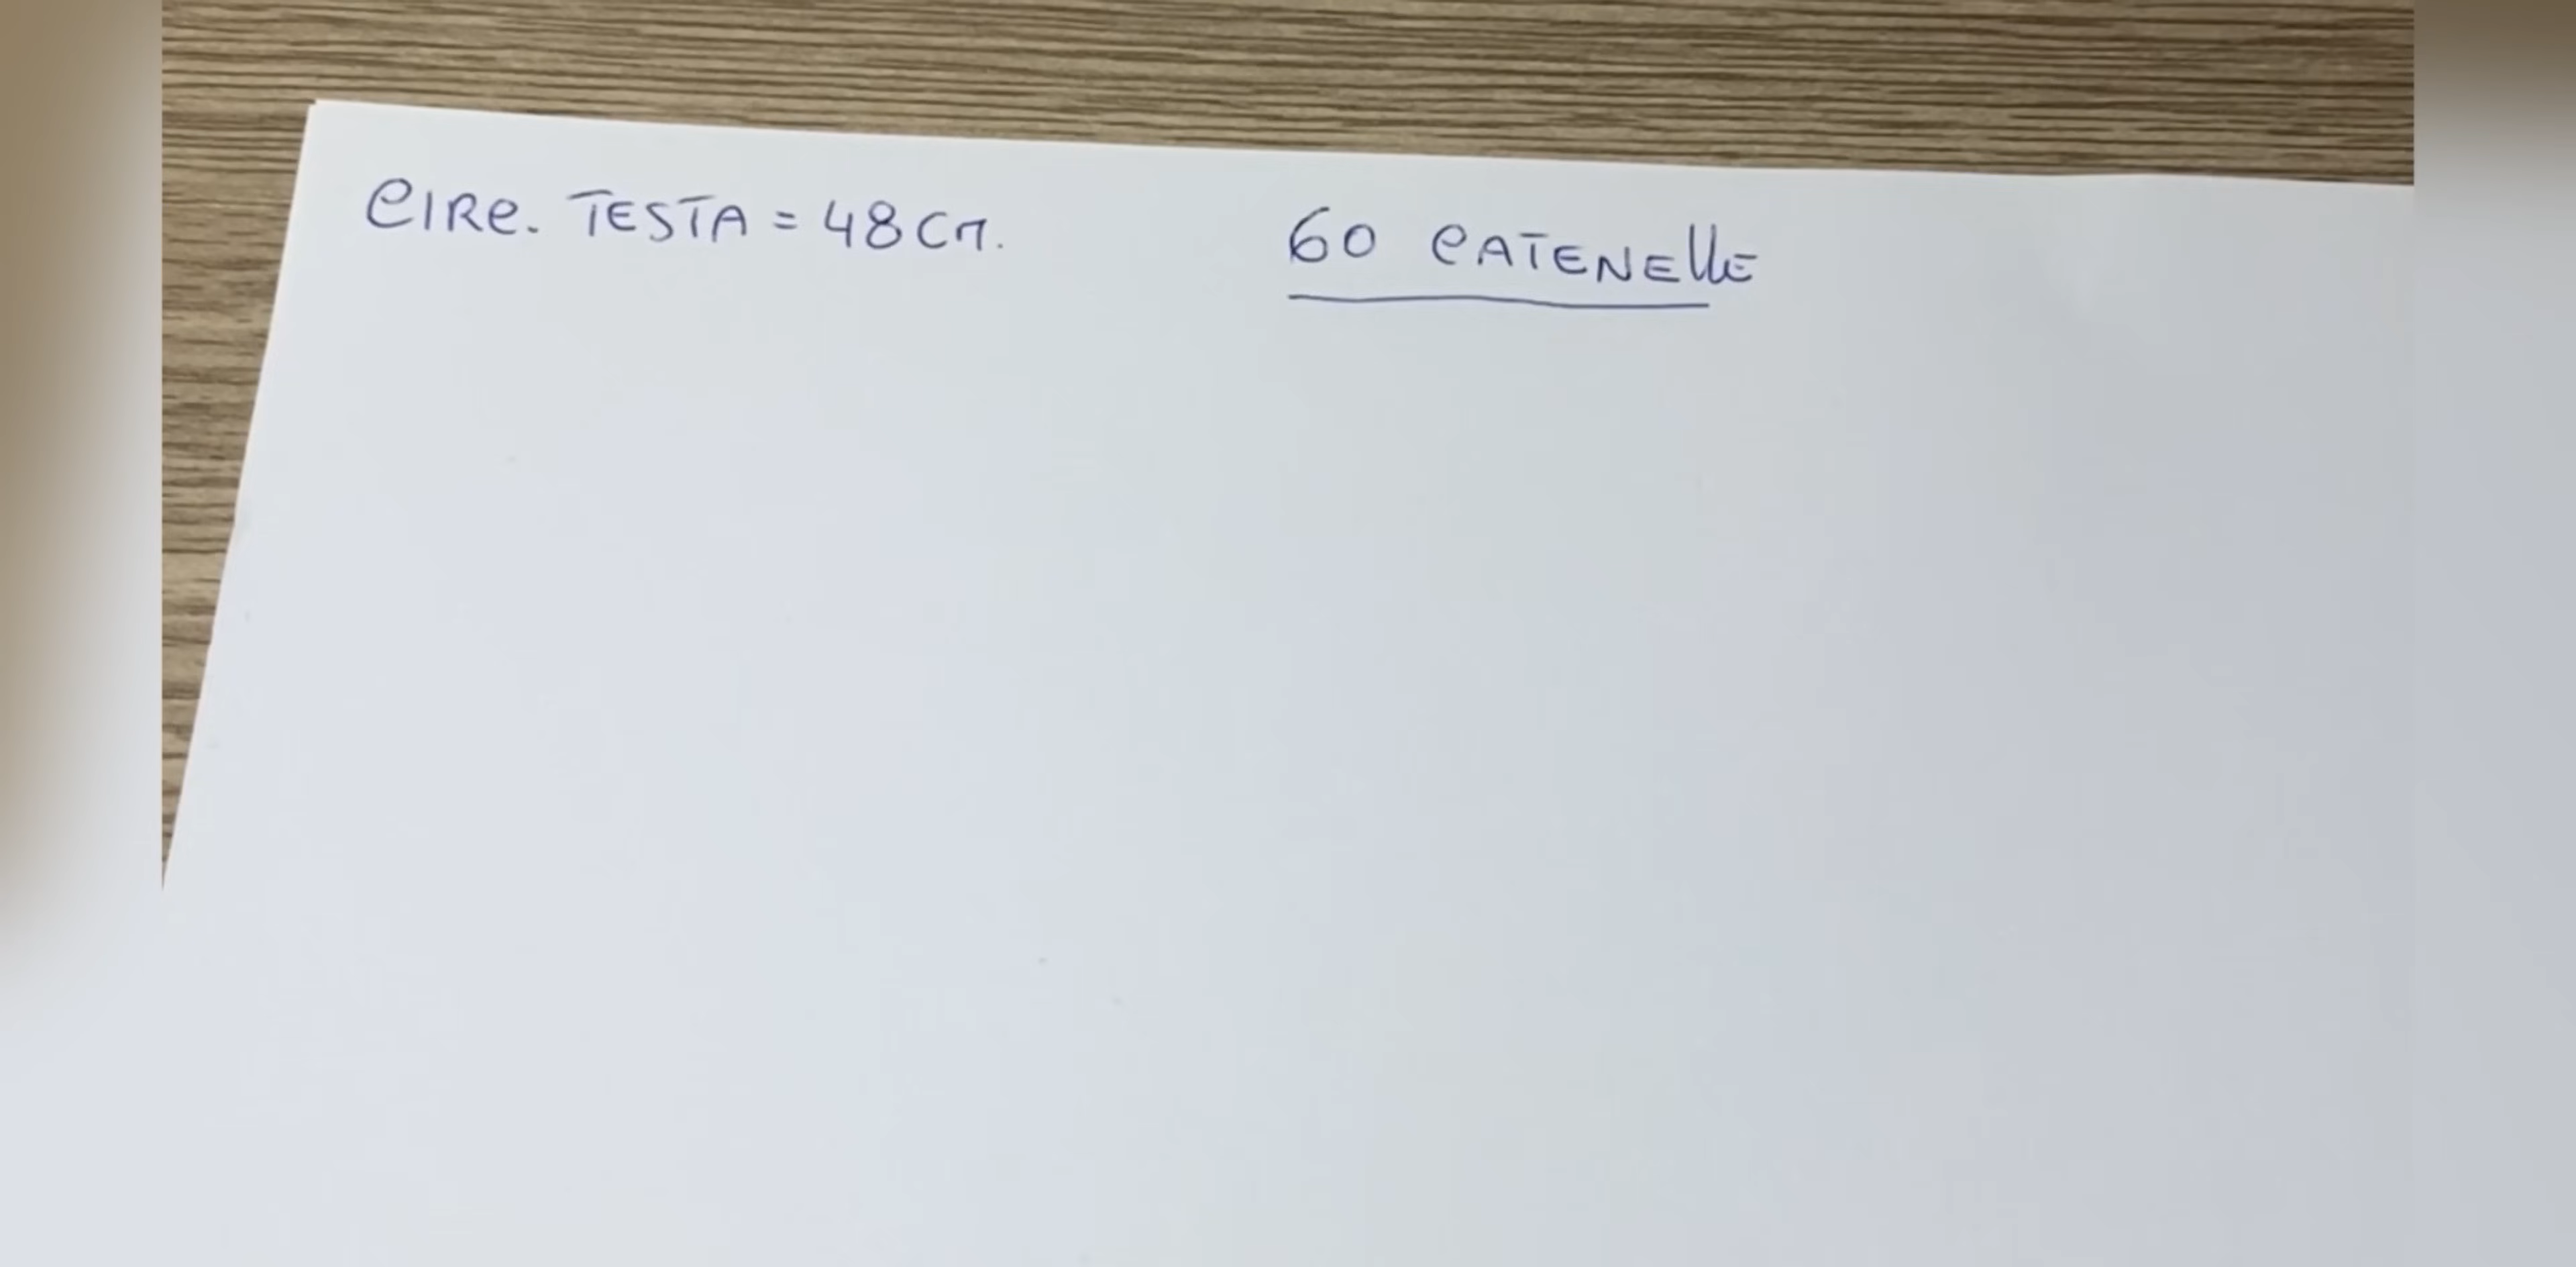 CIRC. TESTA = 48 cm.
60 CATENELLE